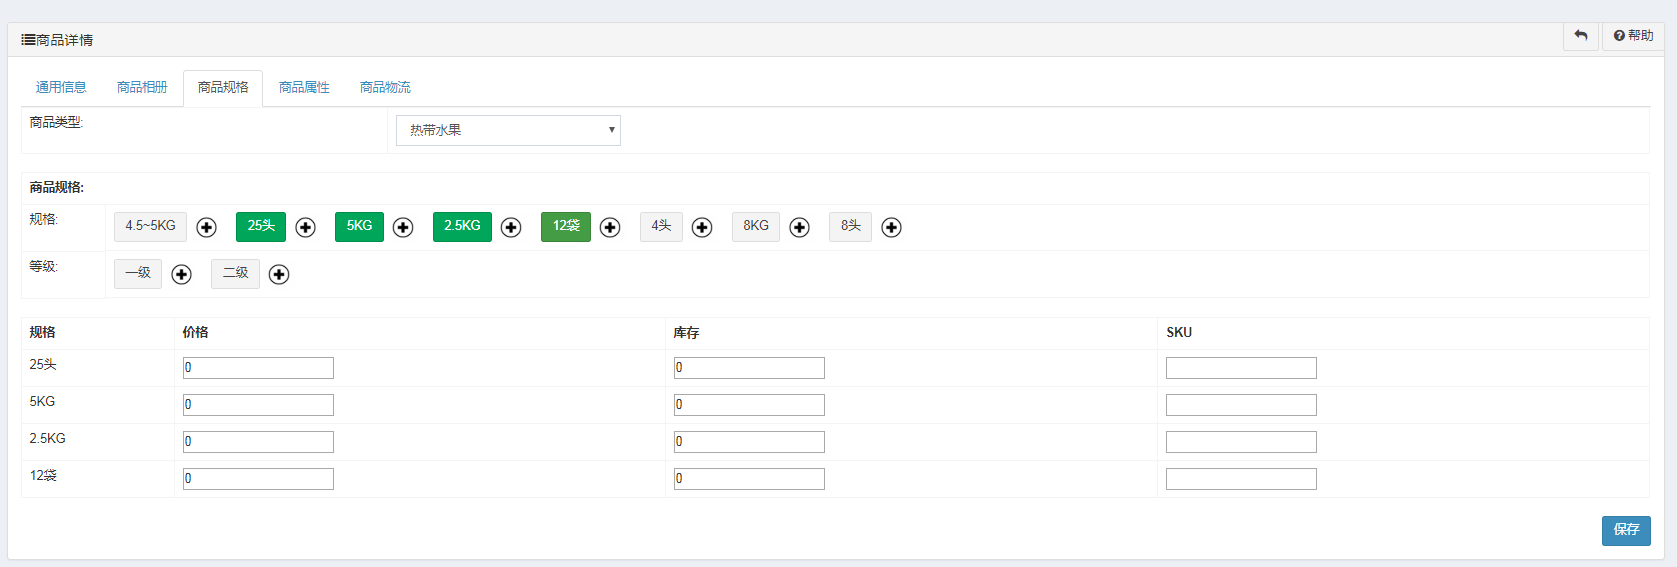 商品详情
帮助
通用信息 商品相册 商品规格 商品属性 商品物流
商品类型: 热带水果
商品规格:
规格: 4.5~5KG 25头 5KG 2.5KG 12袋 4头 8KG 8头
等级: 一级 二级
规格 价格 库存 SKU
25头 0 0
5KG 0 0
2.5KG 0 0
12袋 0 0
保存